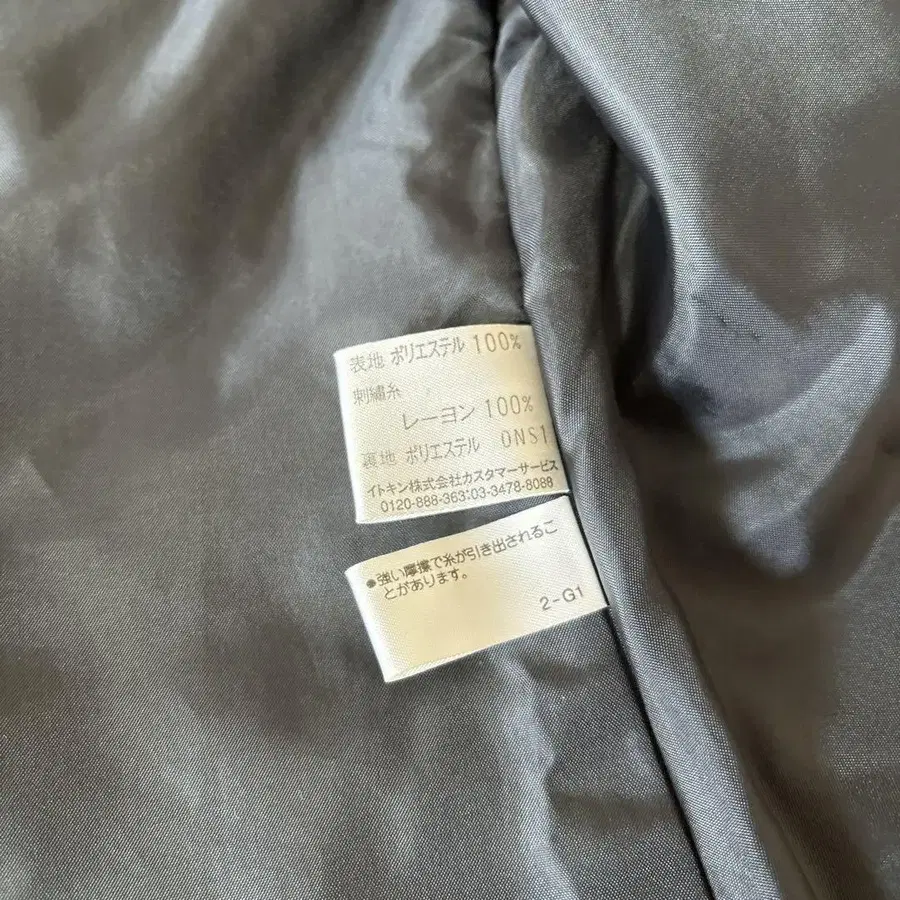 表地 ポリエステル 100%
刺繡糸
レーヨン 100%
裏地 ポリエステル ONS1
イトキン株式会社カスタマーサービス
0120-888-363:03-3478-8088
●強い摩擦で糸が引き出されるこ
とがあります。
2-G1